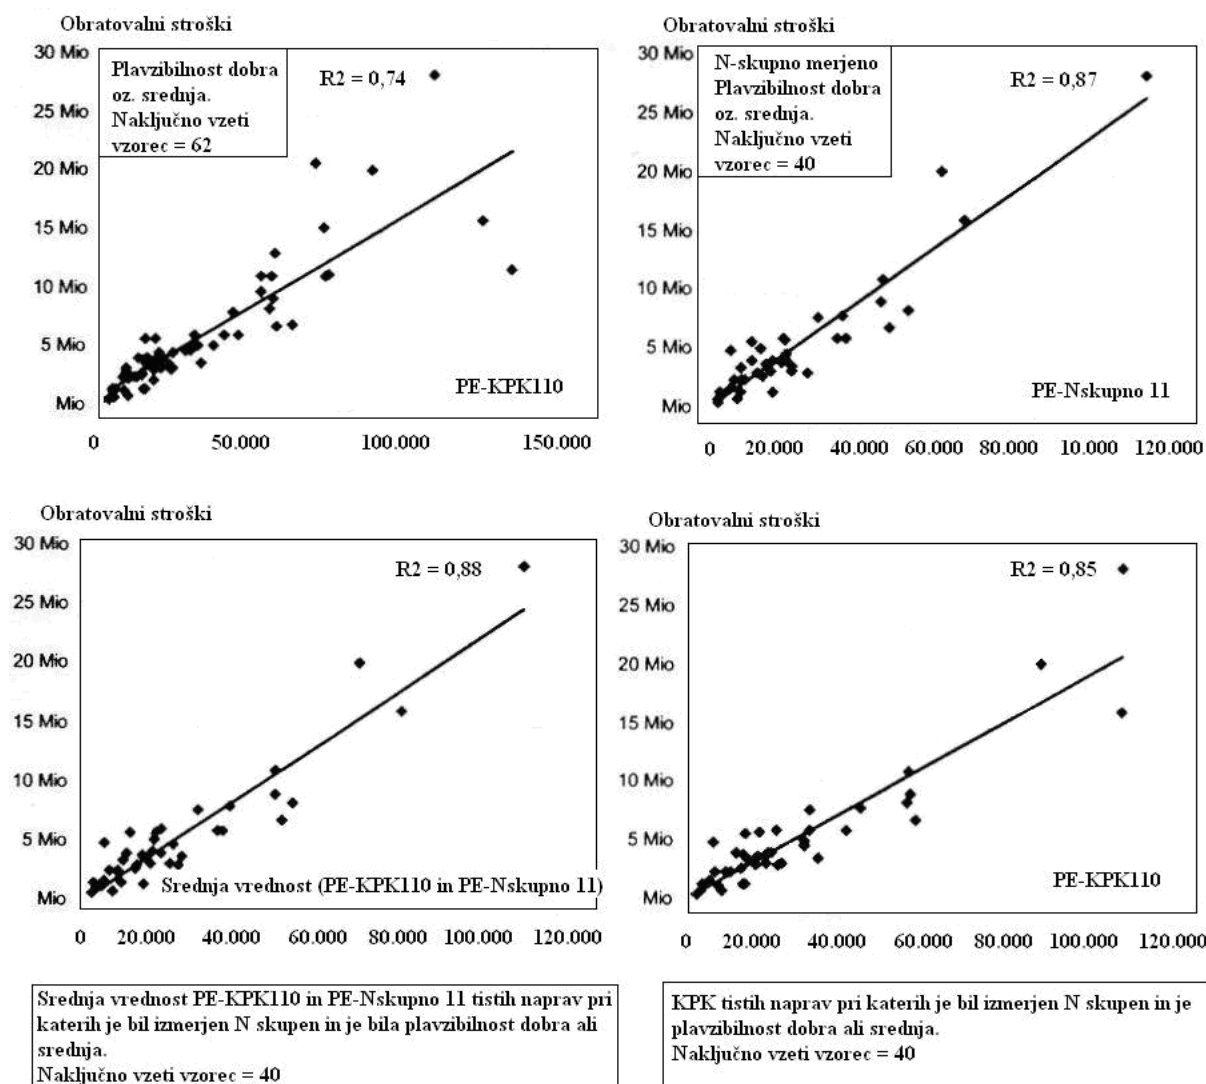 Obratovalni stroški
30 Mio
25 Mio
20 Mio
15 Mio
10 Mio
5 Mio
Mio
Plavzibilnost dobra
oz. srednja.
Naključno vzeti
vzorec = 62
R2 = 0,74
PE-KPK110
0 50.000 100.000 150.000
Obratovalni stroški
30 Mio
25 Mio
20 Mio
15 Mio
10 Mio
5 Mio
Mio
N-skupno merjeno
Plavzibilnost dobra
oz. srednja.
Naključno vzeti
vzorec = 40
R2 = 0,87
PE-Nskupno 11
0 20.000 40.000 60.000 80.000 10.000 120.000
Obratovalni stroški
30 Mio
25 Mio
20 Mio
15 Mio
10 Mio
5 Mio
Mio
R2 = 0,88
Srednja vrednost (PE-KPK110 in PE-Nskupno 11)
0 20.000 40.000 60.000 80.000 100.000 120.000
Srednja vrednost PE-KPK110 in PE-Nskupno 11 tistih naprav pri
katerih je bil izmerjen N skupen in je bila plavzibilnost dobra ali
srednja.
Naključno vzeti vzorec = 40
Obratovalni stroški
30 Mio
25 Mio
20 Mio
15 Mio
10 Mio
5 Mio
Mio
R2 = 0,85
PE-KPK110
0 20.000 40.000 60.000 80.000 100.000 120.000
KPK tistih naprav pri katerih je bil izmerjen N skupen in je
plavzibilnost dobra ali srednja.
Naključno vzeti vzorec = 40